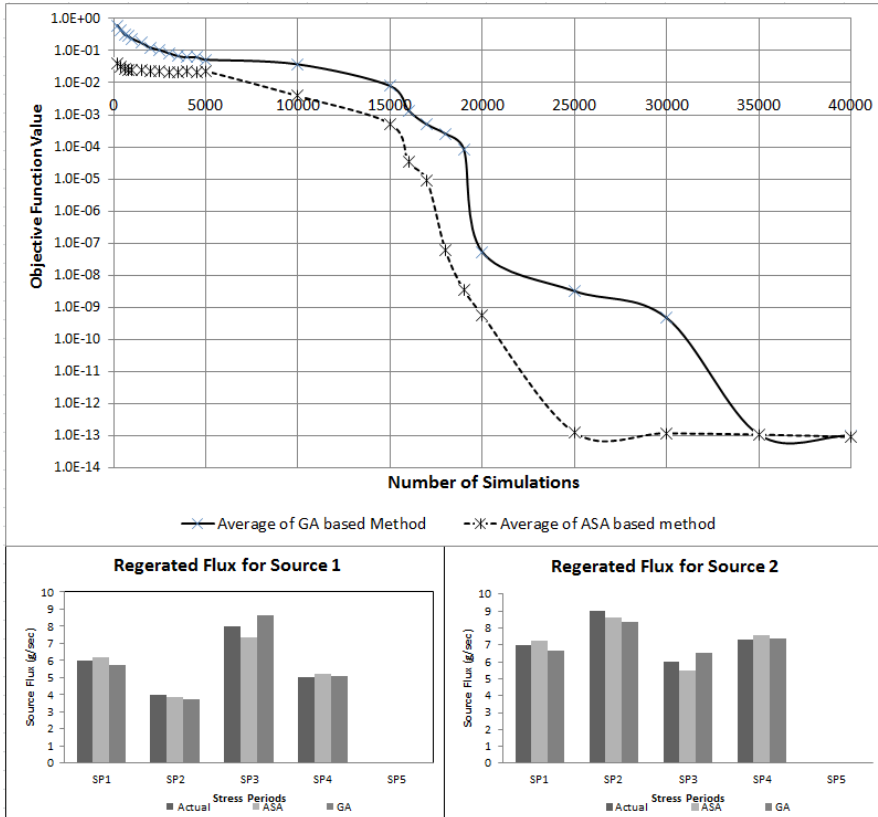 1.0E+00
1.0E-01
1.0E-02
0 5000 10000 15000 20000 25000 30000 35000 40000
1.0E-03
1.0E-04
1.0E-05
1.0E-06
1.0E-07
1.0E-08
1.0E-09
1.0E-10
1.0E-11
1.0E-12
1.0E-13
1.0E-14
Objective Function Value
Number of Simulations
Average of GA based Method
Average of ASA based method
Regerated Flux for Source 1
10
9
8
7
6
5
4
3
2
1
0
Source Flux (g/sec)
SP1 SP2 SP3 SP4 SP5
Stress Periods
Actual ASA GA
Regerated Flux for Source 2
10
9
8
7
6
5
4
3
2
1
0
Source Flux (g/sec)
SP1 SP2 SP3 SP4 SP5
Stress Periods
Actual ASA GA